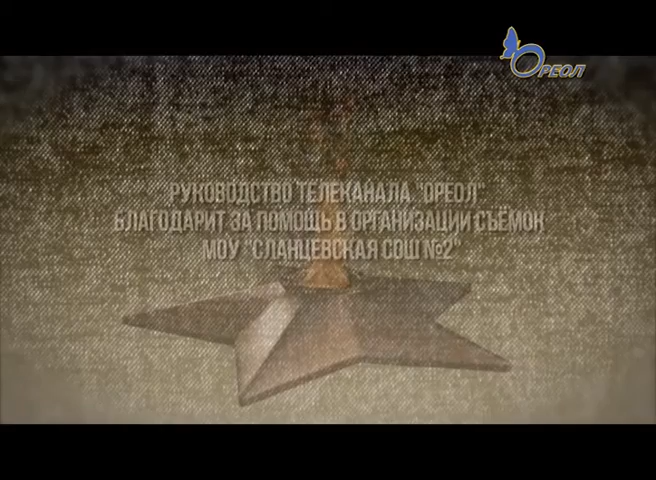 ОРЕОЛ
РУКОВОДСТВО ТЕЛЕКАНАЛА "ОРЕОЛ"
БЛАГОДАРИТ ЗА ПОМОЩЬ В ОРГАНИЗАЦИИ СЪЁМОК
МОУ "СЛАНЦЕВСКАЯ СОШ №2"